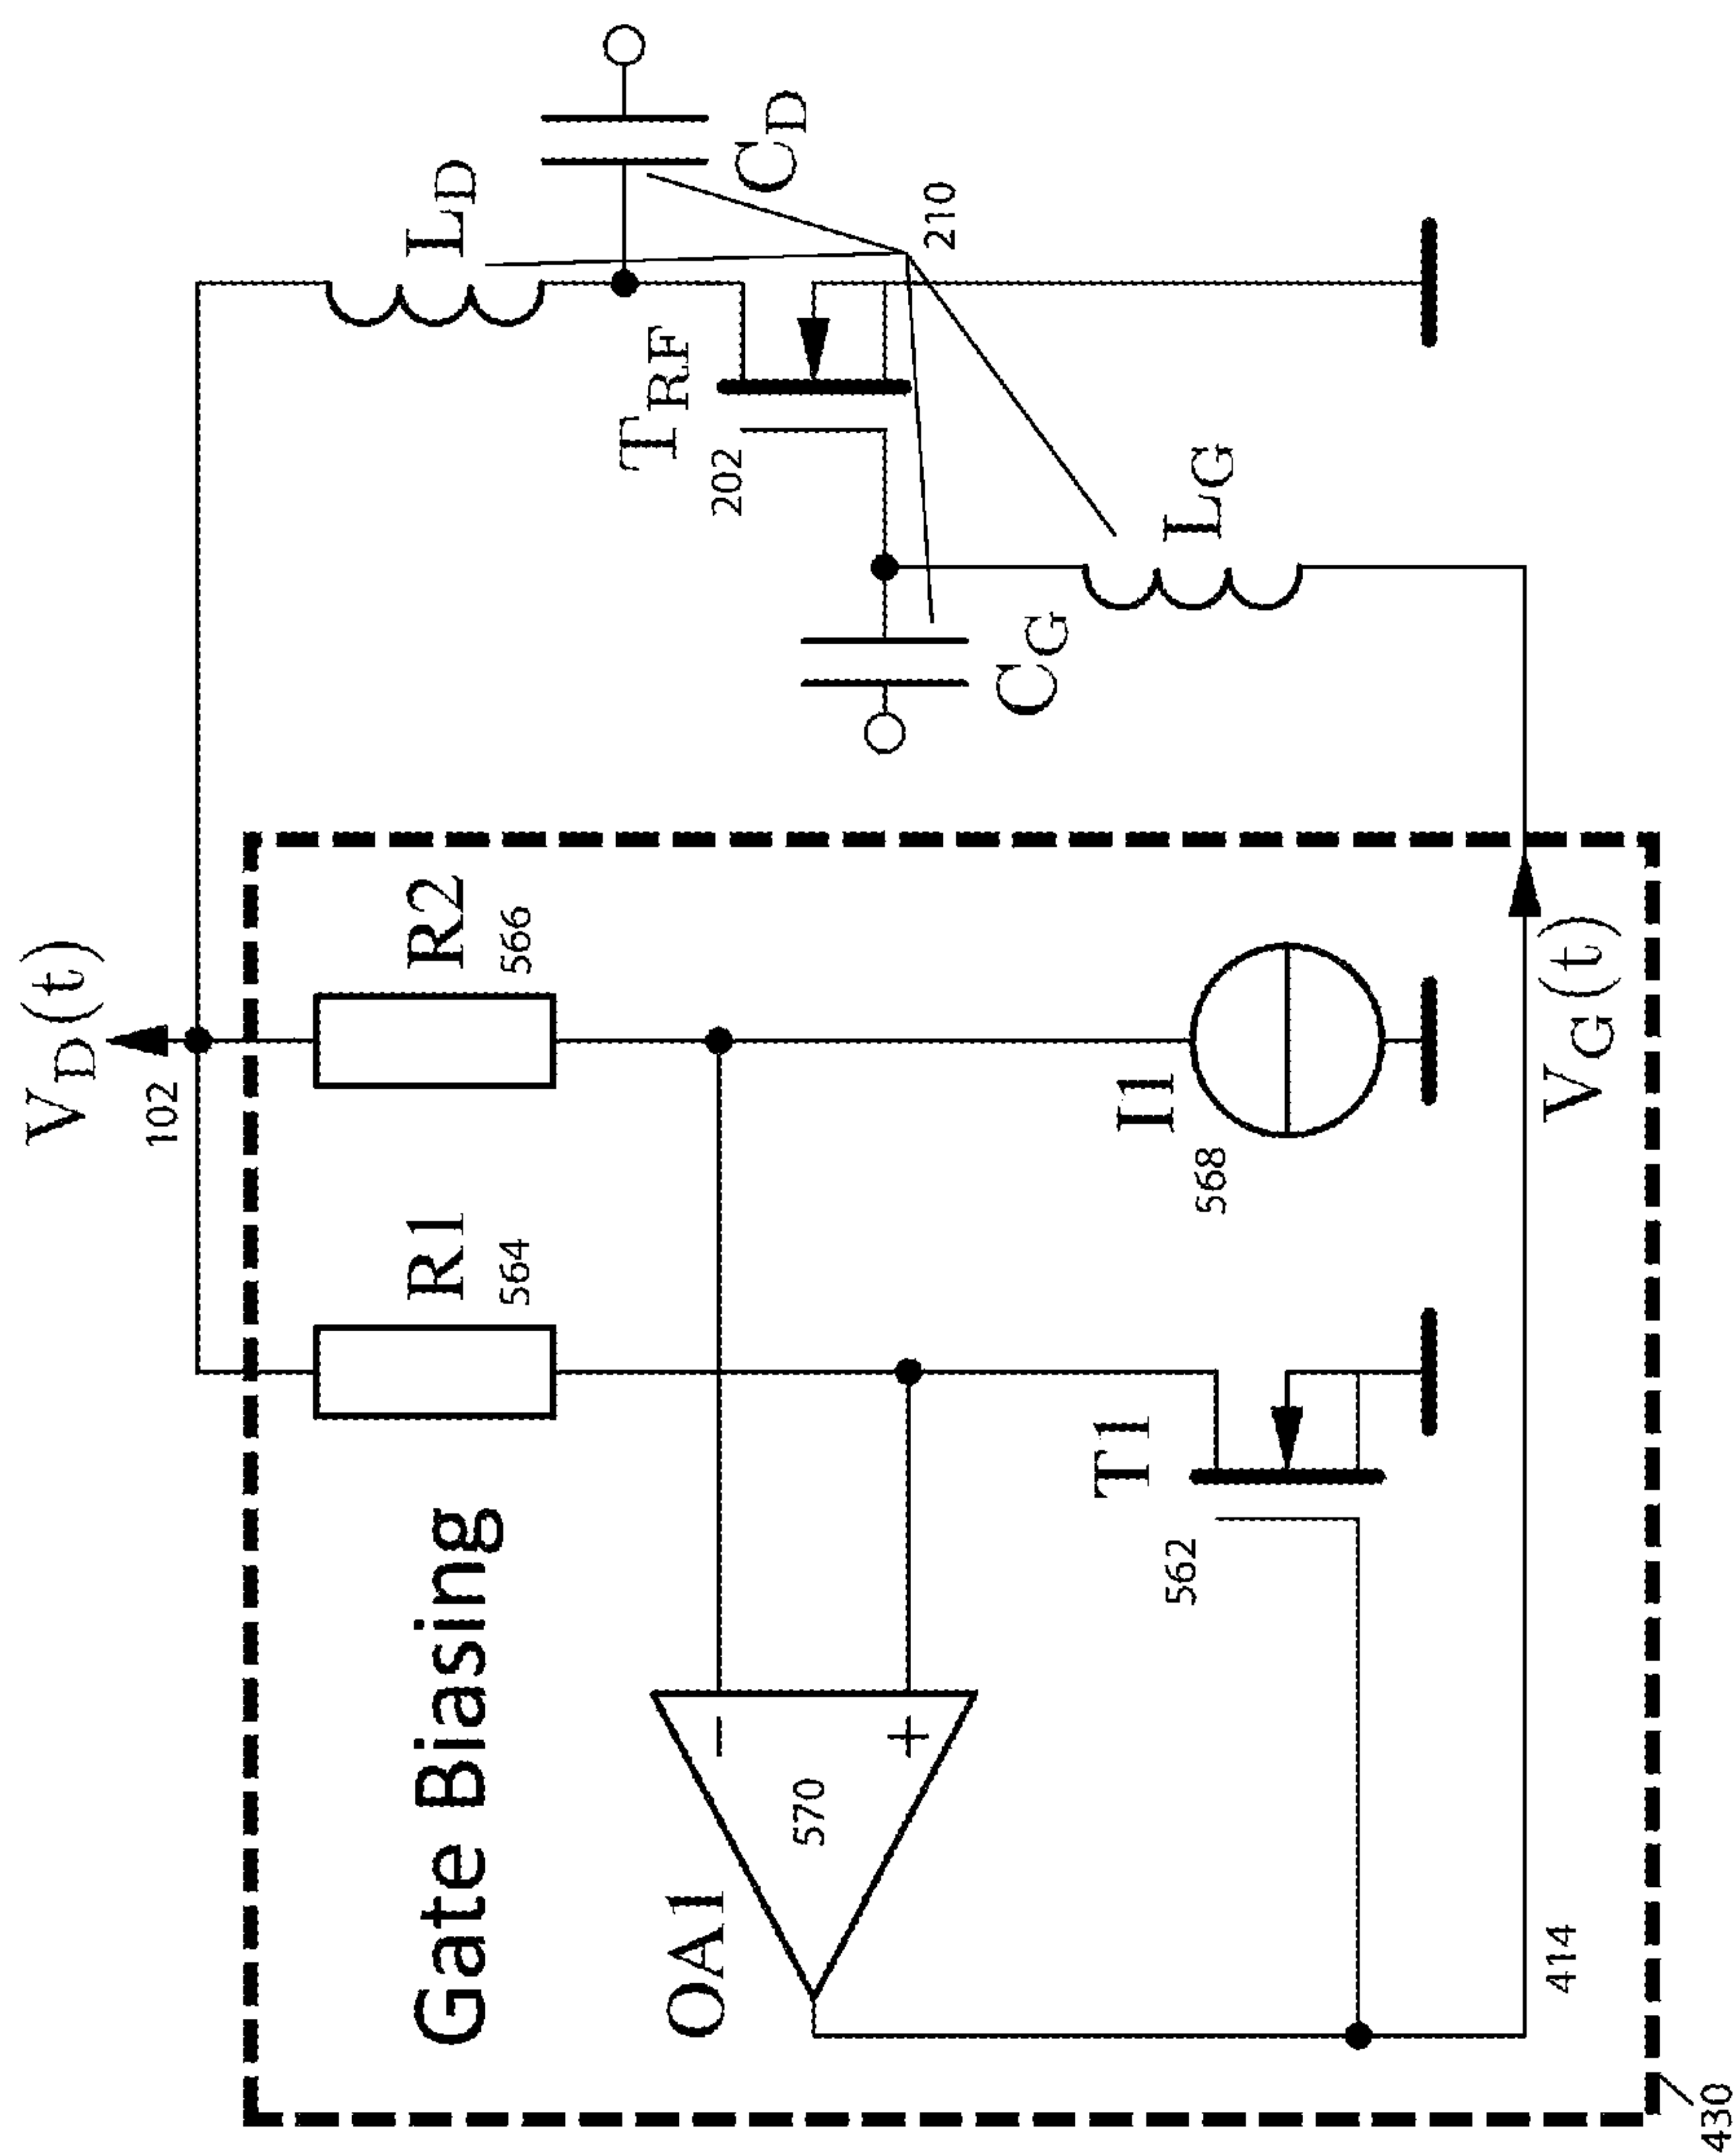 V_D(t)
102
Gate Biasing
R1
564
R2
566
L_D
C_D
OA1
−
+
570
T_RF
202
210
C_G
L_G
T1
562
I1
568
V_G(t)
414
430